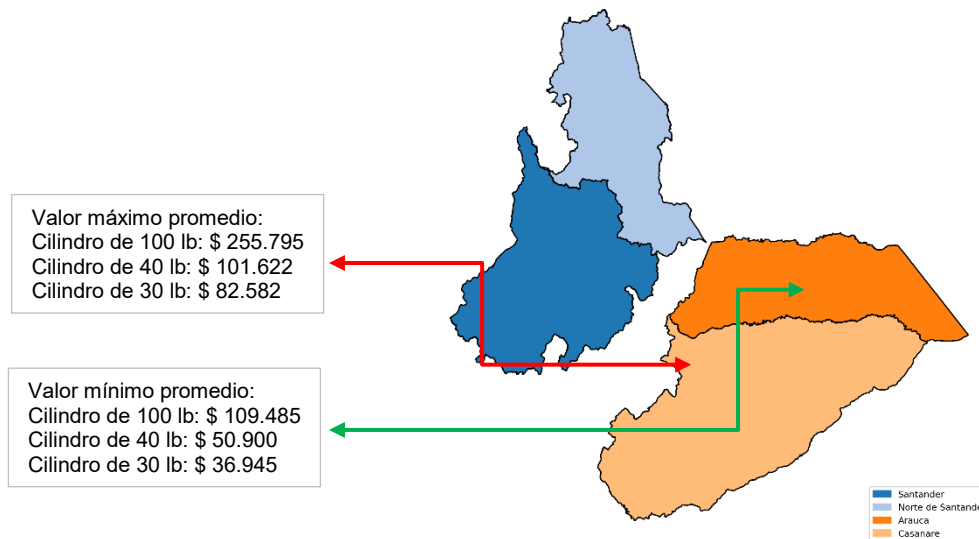 Valor máximo promedio:
Cilindro de 100 lb: $ 255.795
Cilindro de 40 lb: $ 101.622
Cilindro de 30 lb: $ 82.582
Valor mínimo promedio:
Cilindro de 100 lb: $ 109.485
Cilindro de 40 lb: $ 50.900
Cilindro de 30 lb: $ 36.945
Santander
Norte de Santande
Arauca
Casanare